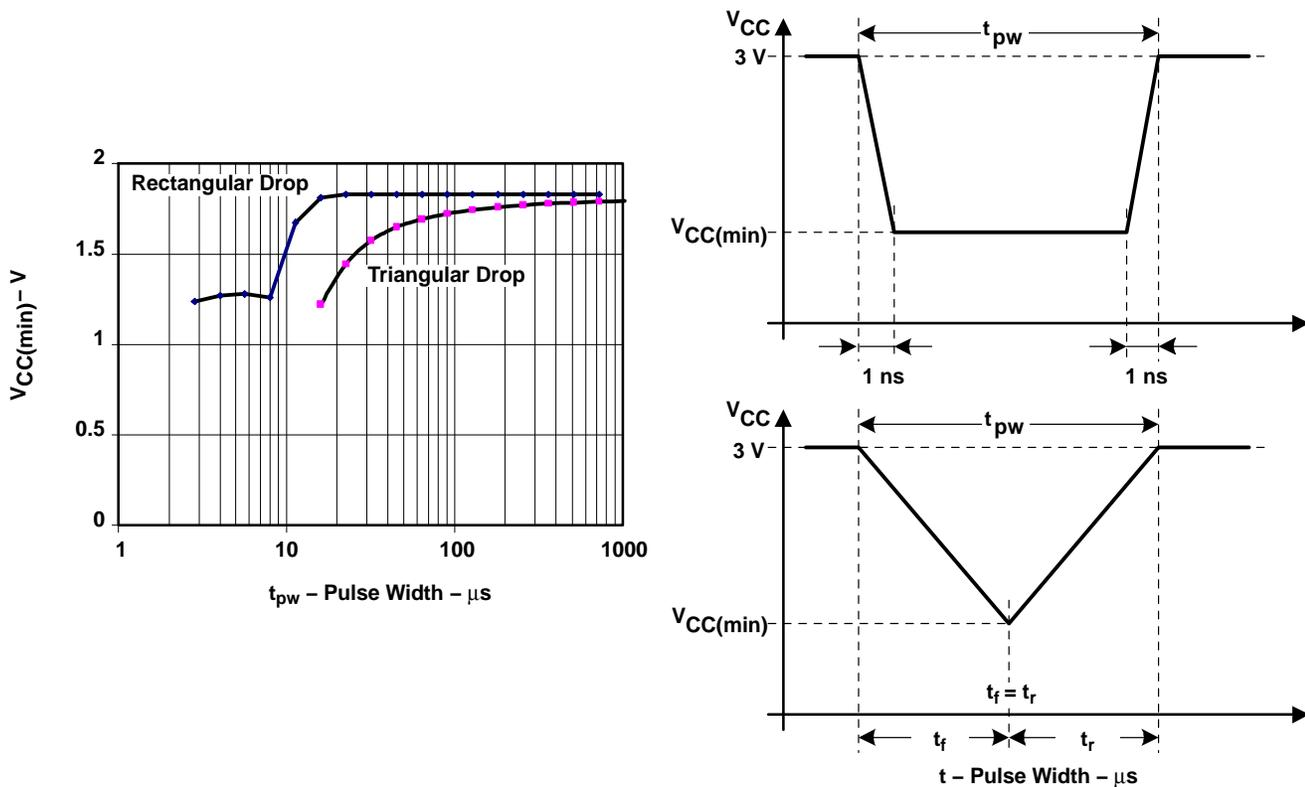 2
1.5
1
0.5
0
Rectangular Drop
Triangular Drop
VCC(min) – V
1
10
100
1000
tpw – Pulse Width – μs
VCC
3 V
tpw
VCC(min)
1 ns
1 ns
VCC
3 V
tpw
VCC(min)
tf = tr
tf
tr
t – Pulse Width – μs